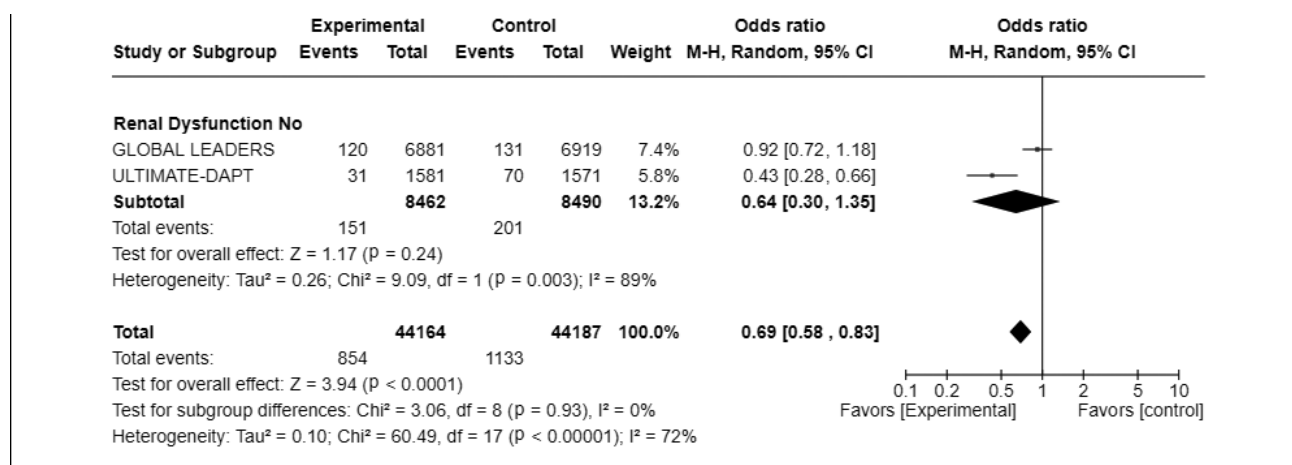 Experimental Control Odds ratio Odds ratio
Study or Subgroup Events Total Events Total Weight M-H, Random, 95% CI M-H, Random, 95% CI
Renal Dysfunction No
GLOBAL LEADERS 120 6881 131 6919 7.4% 0.92 [0.72, 1.18]
ULTIMATE-DAPT 31 1581 70 1571 5.8% 0.43 [0.28, 0.66]
Subtotal 8462 8490 13.2% 0.64 [0.30, 1.35]
Total events: 151 201
Test for overall effect: Z = 1.17 (p = 0.24)
Heterogeneity: Tau² = 0.26; Chi² = 9.09, df = 1 (p = 0.003); I² = 89%
Total 44164 44187 100.0% 0.69 [0.58 , 0.83]
Total events: 854 1133
Test for overall effect: Z = 3.94 (p < 0.0001)
0.1 0.2 0.5 1 2 5 10
Test for subgroup differences: Chi² = 3.06, df = 8 (p = 0.93), I² = 0% Favors [Experimental] Favors [control]
Heterogeneity: Tau² = 0.10; Chi² = 60.49, df = 17 (p < 0.00001); I² = 72%